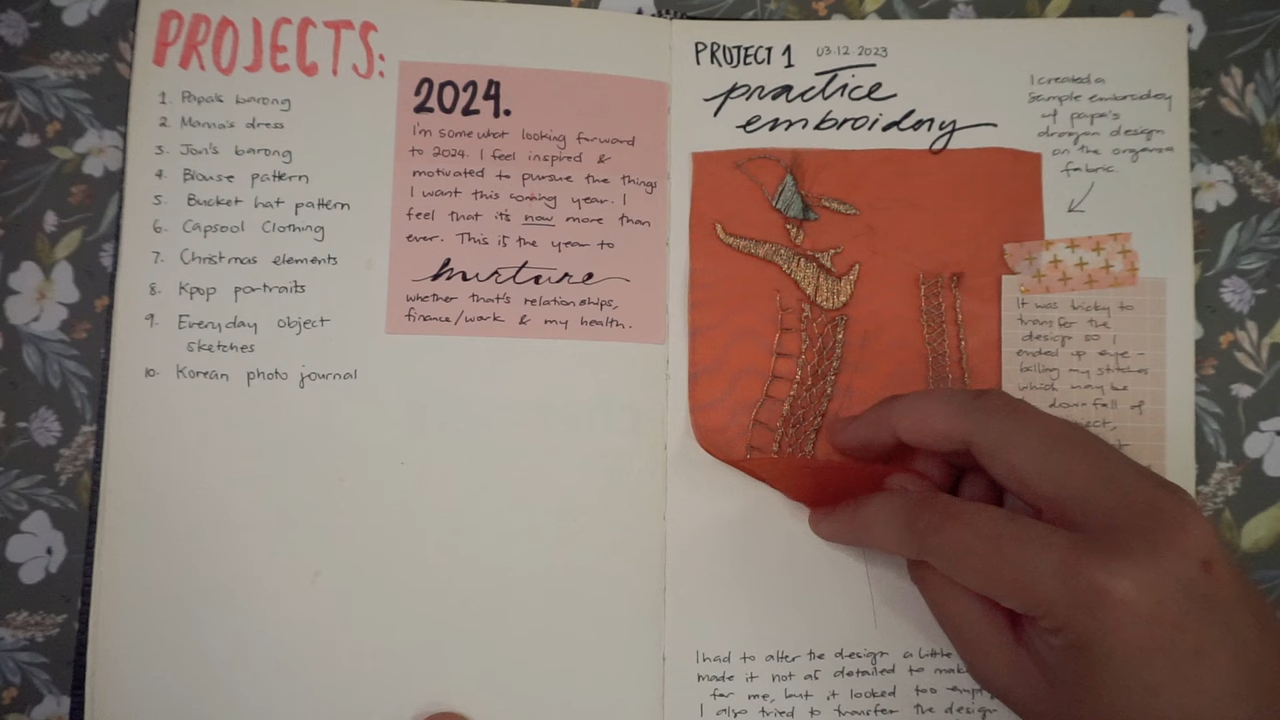 PROJECTS:
1. Papa's barong
2. Mama's dress
3. Jon's barong
4. Blouse pattern
5. Bucket hat pattern
6. Capsool Clothing
7. Christmas elements
8. Kpop portraits
9. Everyday object
sketches
10. Korean photo journal
2024.
I'm somewhat looking forward
to 2024. I feel inspired &
motivated to pursue the things
I want this coming year. I
feel that it's now more than
ever. This is the year to
nurture
whether that's relationships,
finance/work & my health.
PROJECT 1 03.12.2023
practice
embroidery
I created a
sample embroidery
of papa's
dragon design
on the organza
fabric.
It was tricky to
transfer the
design so I
ended up eye-
balling my stitches
which may be
downfall of
I had to alter the design a little
made it not as detailed to
for me, but it looked too
I also tried to transfer the design